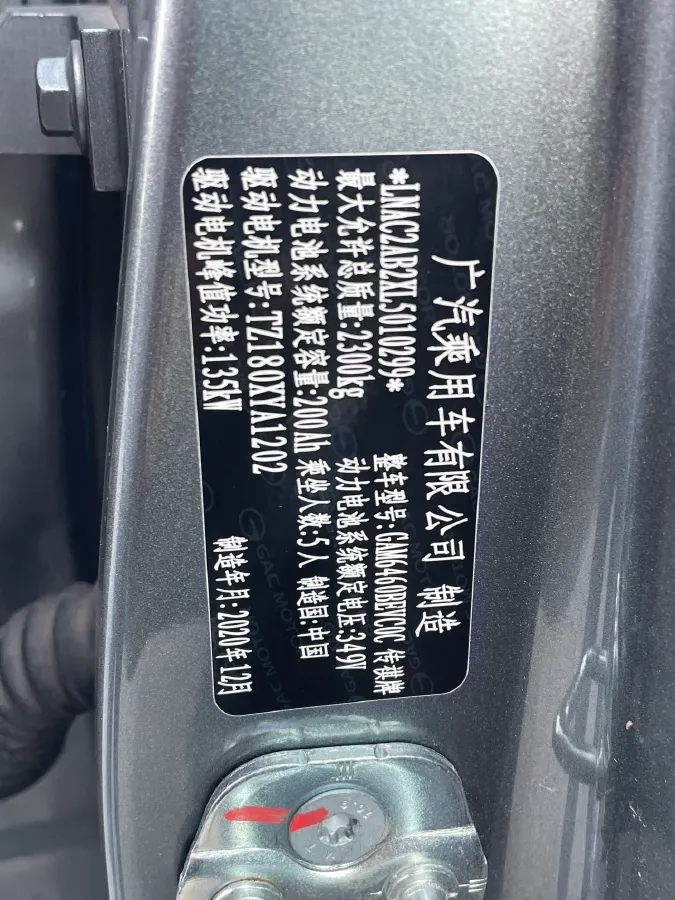 广汽乘用车有限公司 制造
*LNAC2AB2XL5010299* 整车型号:GAM6460BEVC0C 传祺牌
最大允许总质量:2300kg 动力电池系统额定电压:349V
动力电池系统额定容量:200Ah 乘坐人数:5人 制造国:中国
驱动电机型号:TZ180XYA1202
驱动电机峰值功率:135kW 制造年月:2020年12月
GAC MOTOR